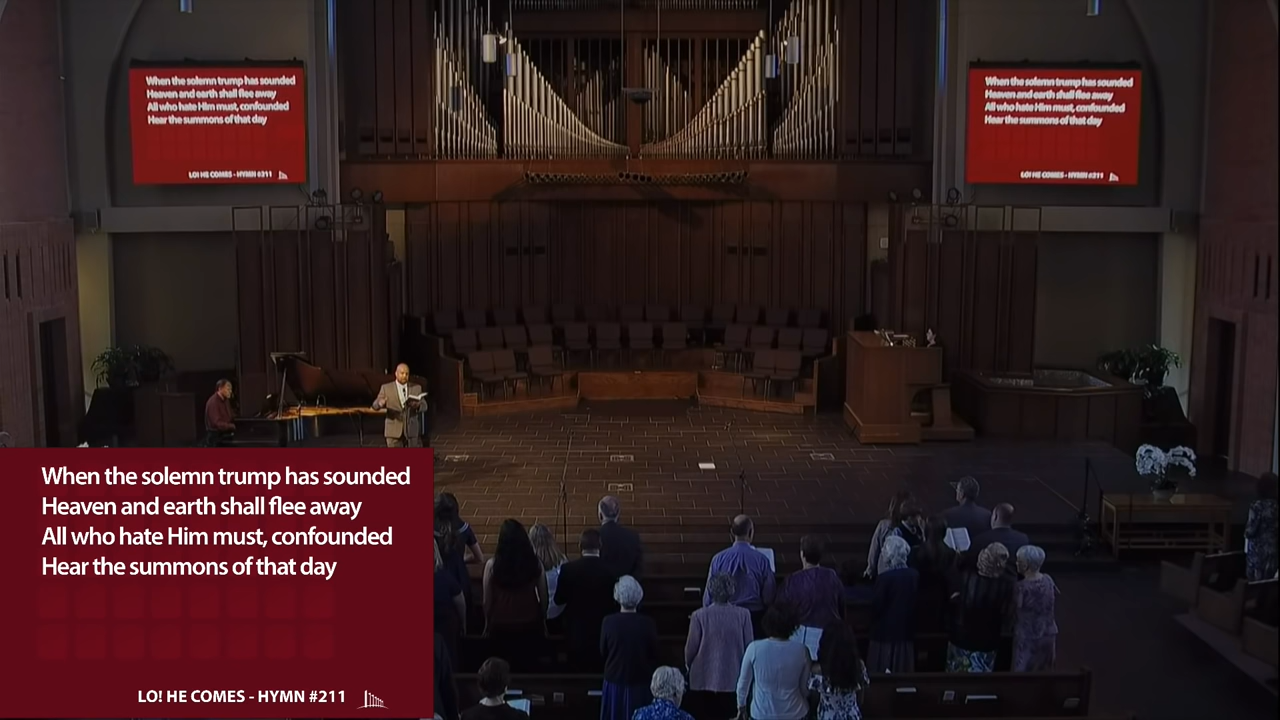 When the solemn trump has sounded
Heaven and earth shall flee away
All who hate Him must, confounded
Hear the summons of that day
LO! HE COMES - HYMN #211
When the solemn trump has sounded
Heaven and earth shall flee away
All who hate Him must, confounded
Hear the summons of that day
LO! HE COMES - HYMN #211
When the solemn trump has sounded
Heaven and earth shall flee away
All who hate Him must, confounded
Hear the summons of that day
LO! HE COMES - HYMN #211